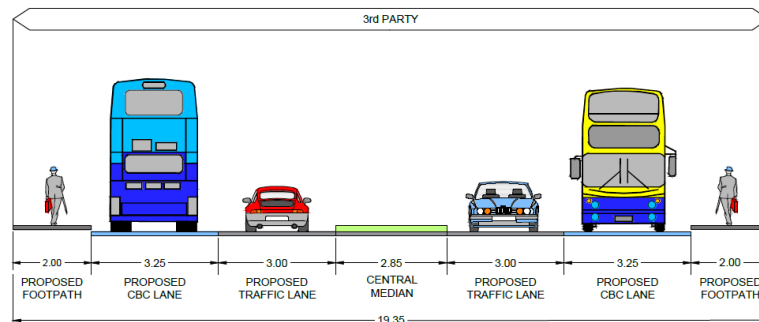 3rd PARTY
2.00 3.25 3.00 2.85 3.00 3.25 2.00
PROPOSED PROPOSED PROPOSED CENTRAL PROPOSED PROPOSED PROPOSED
FOOTPATH CBC LANE TRAFFIC LANE MEDIAN TRAFFIC LANE CBC LANE FOOTPATH
19.35